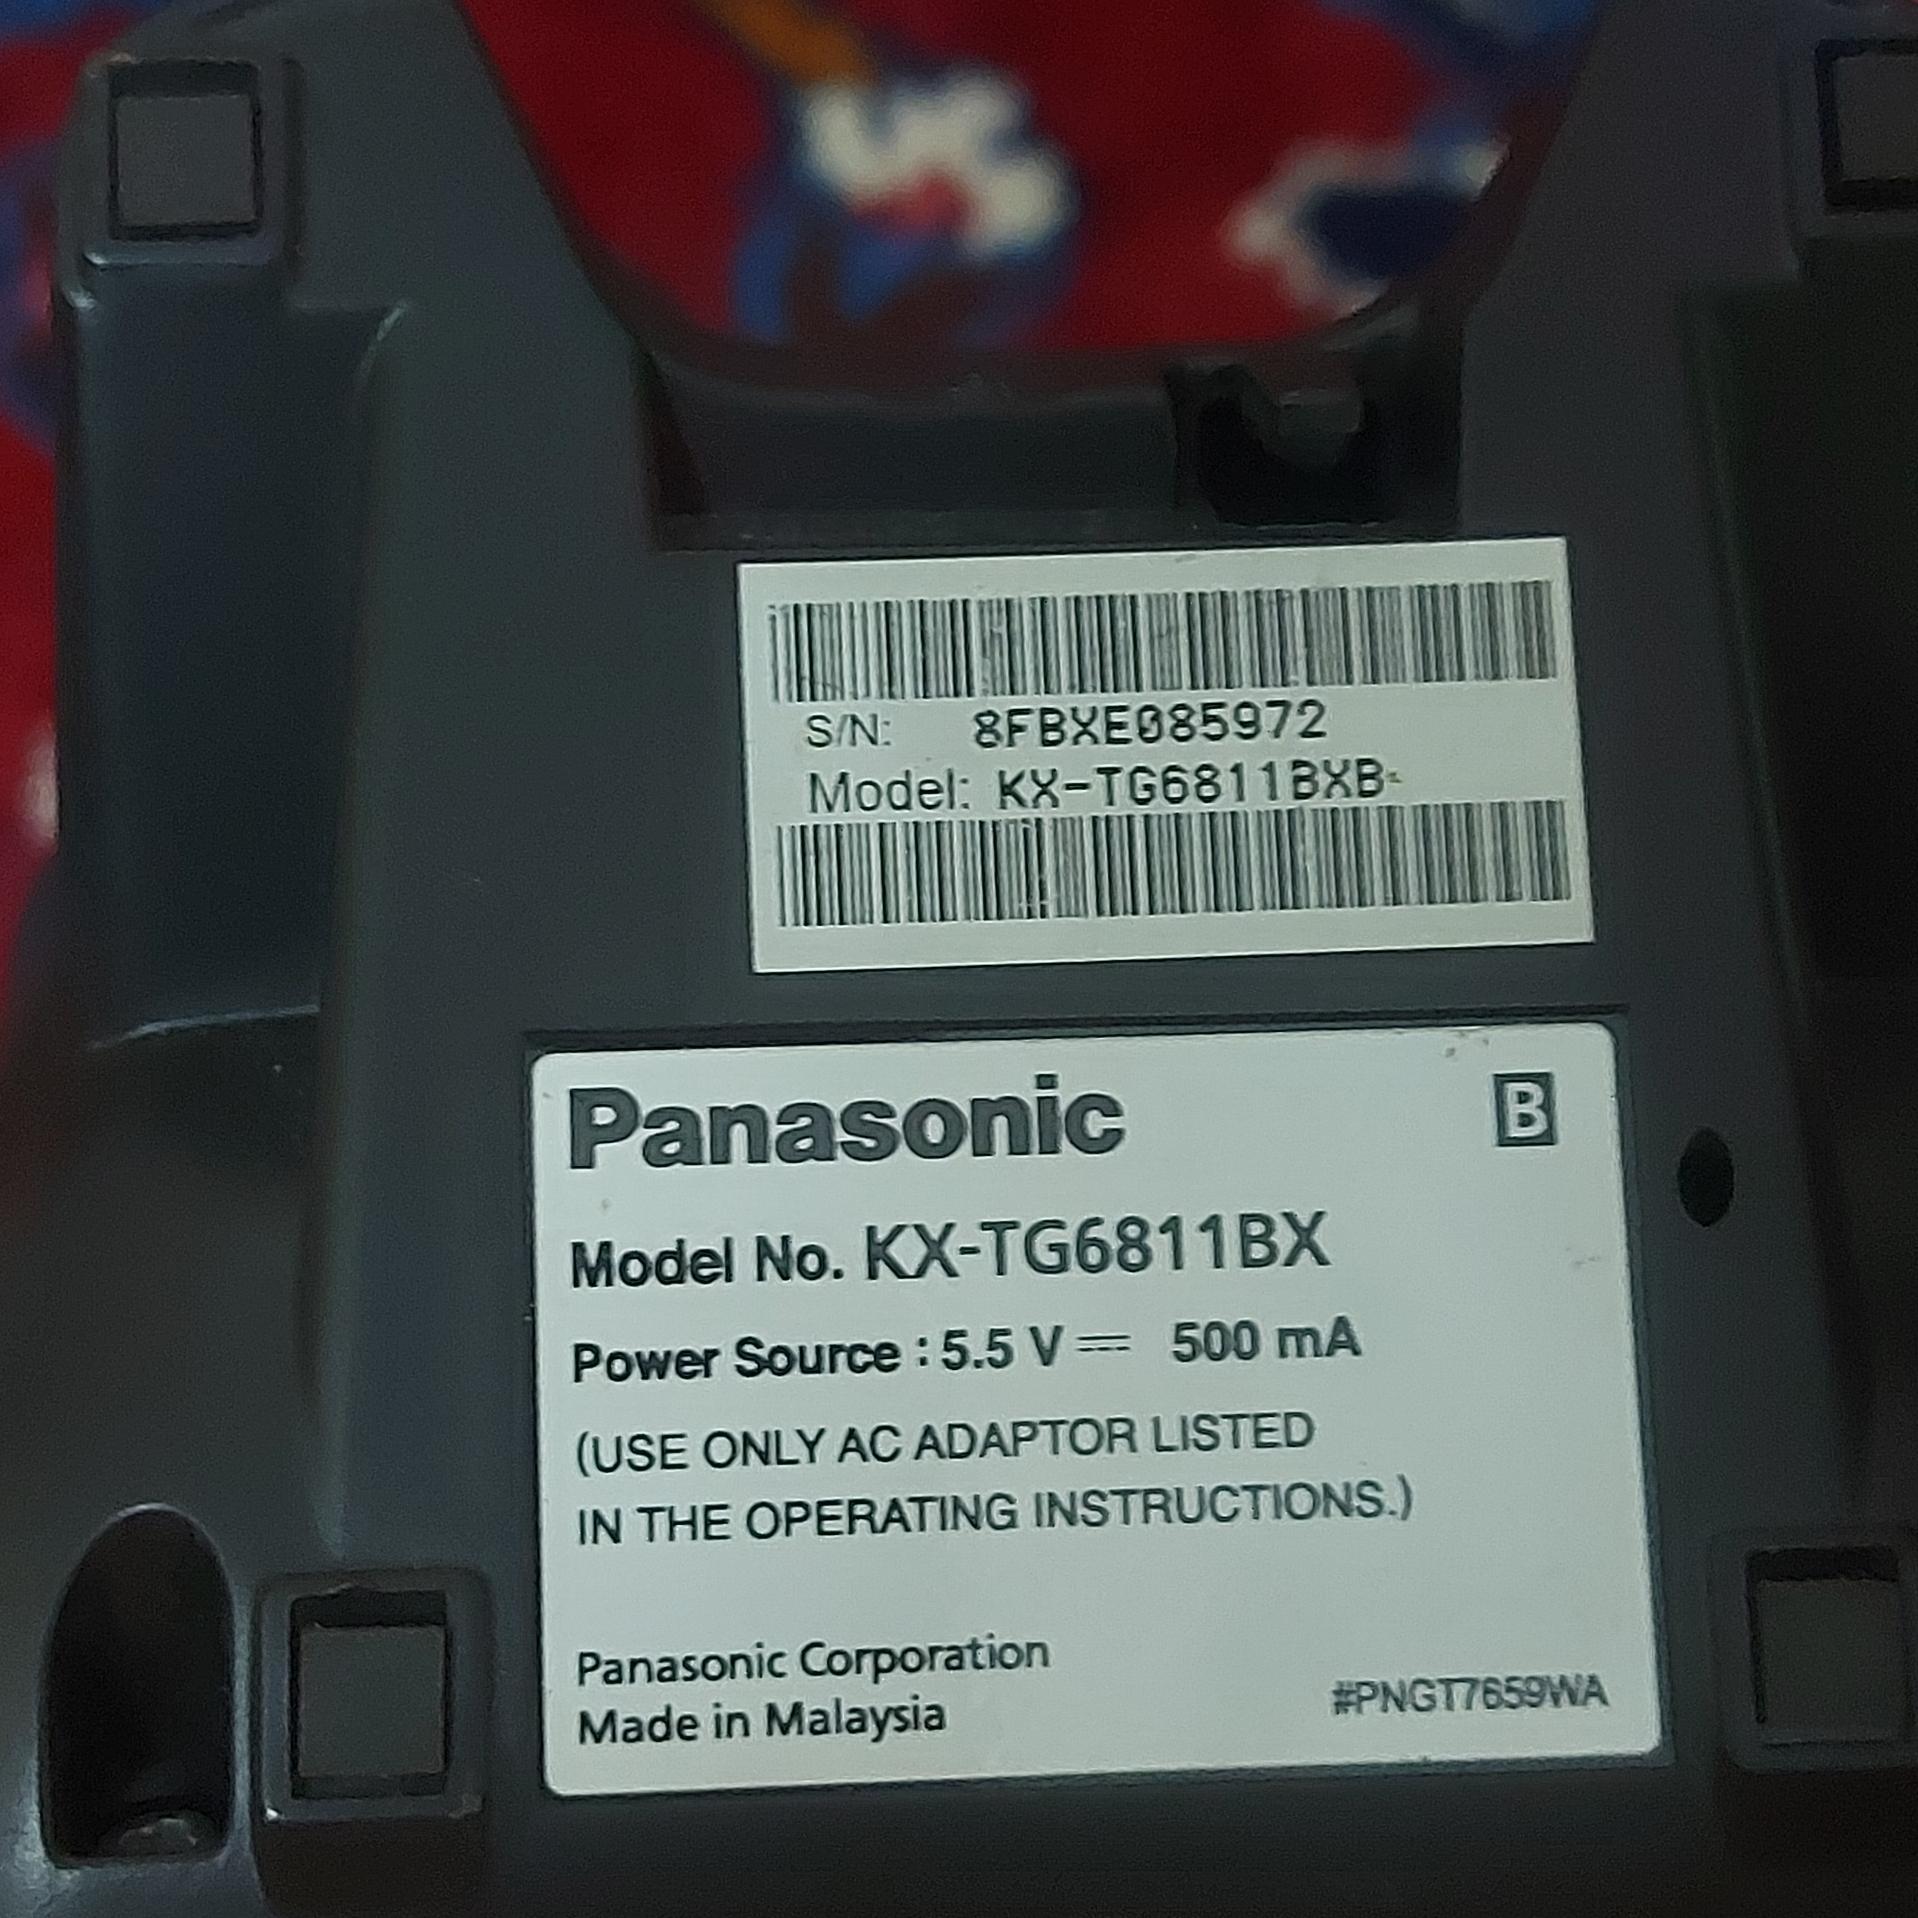 S/N: 8FBXE085972
Model: KX-TG6811BXB
Panasonic B
Model No. KX-TG6811BX
Power Source : 5.5 V ⎓ 500 mA
(USE ONLY AC ADAPTOR LISTED
IN THE OPERATING INSTRUCTIONS.)
Panasonic Corporation
Made in Malaysia #PNGT7659WA